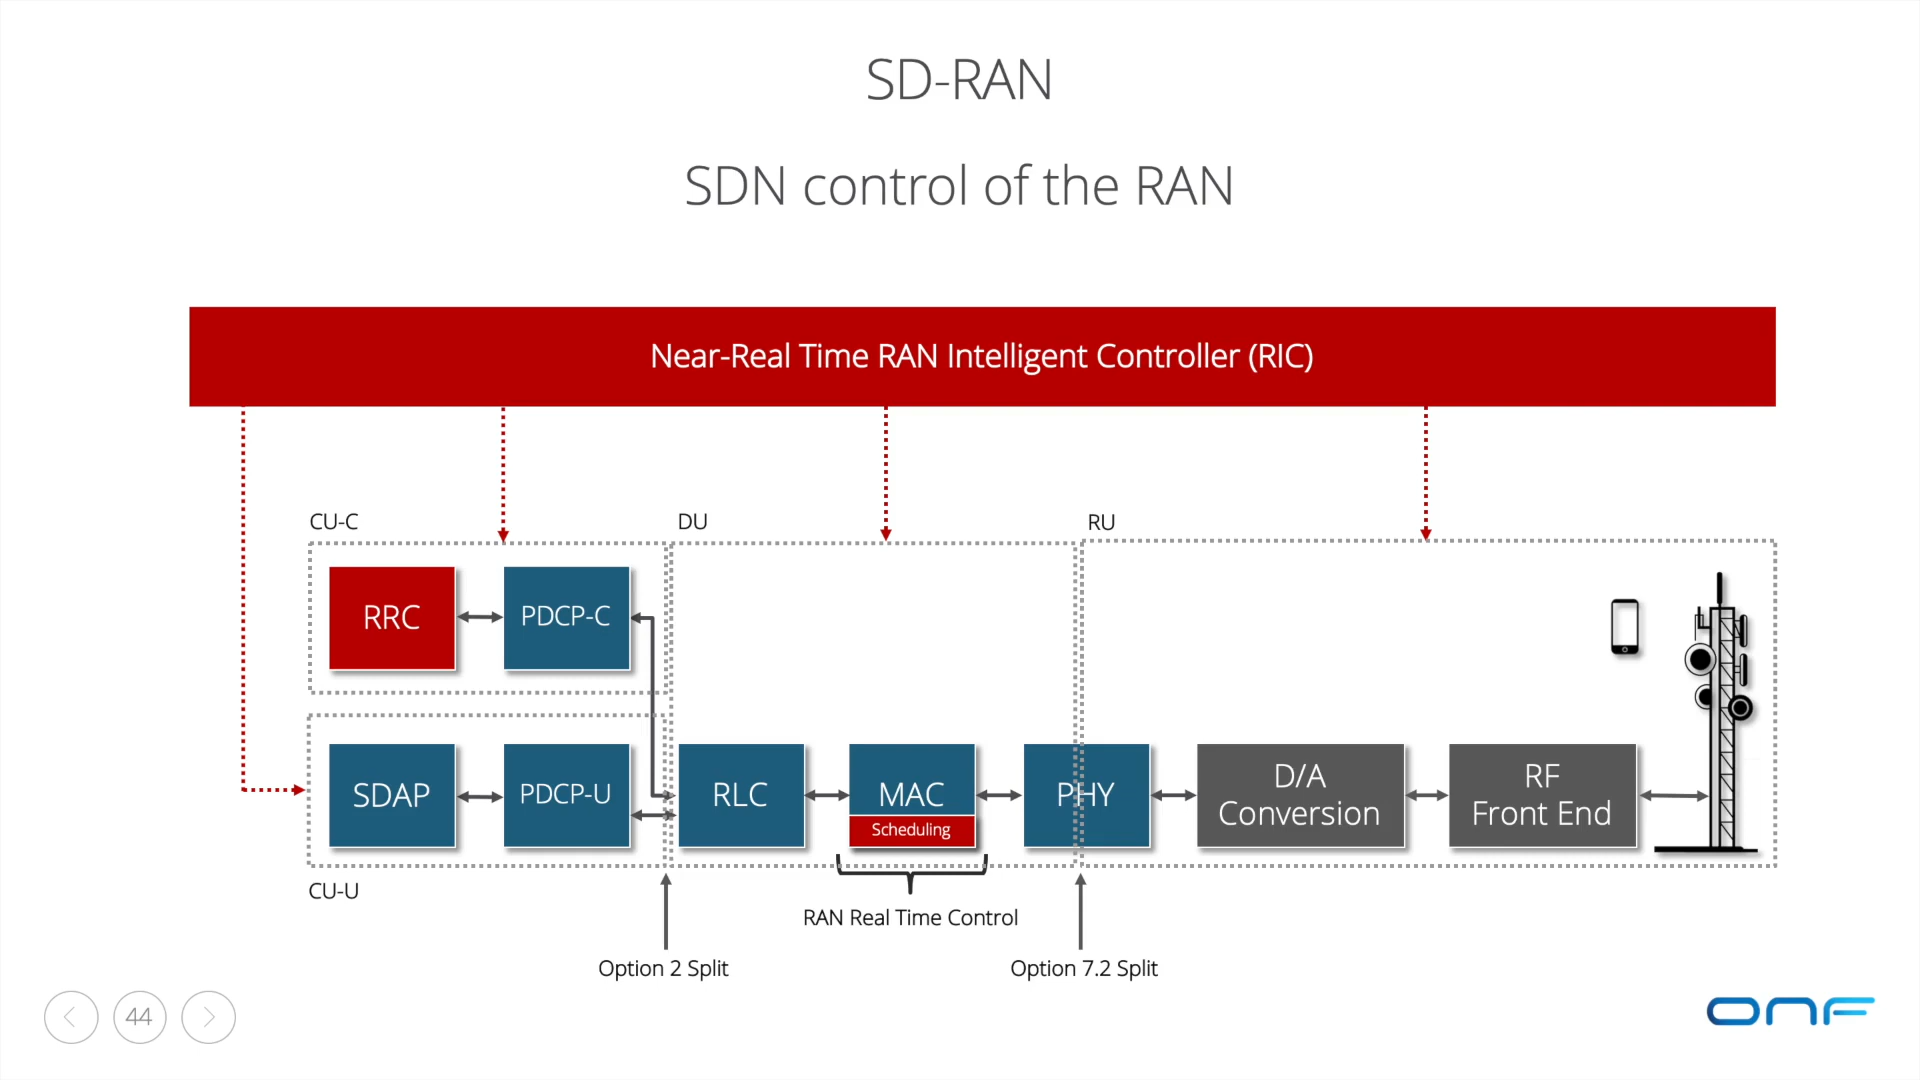 SD-RAN
SDN control of the RAN
Near-Real Time RAN Intelligent Controller (RIC)
CU-C
DU
RU
RRC
PDCP-C
SDAP
PDCP-U
RLC
MAC
Scheduling
PHY
D/A
Conversion
RF
Front End
CU-U
RAN Real Time Control
Option 2 Split
Option 7.2 Split
44
ONF